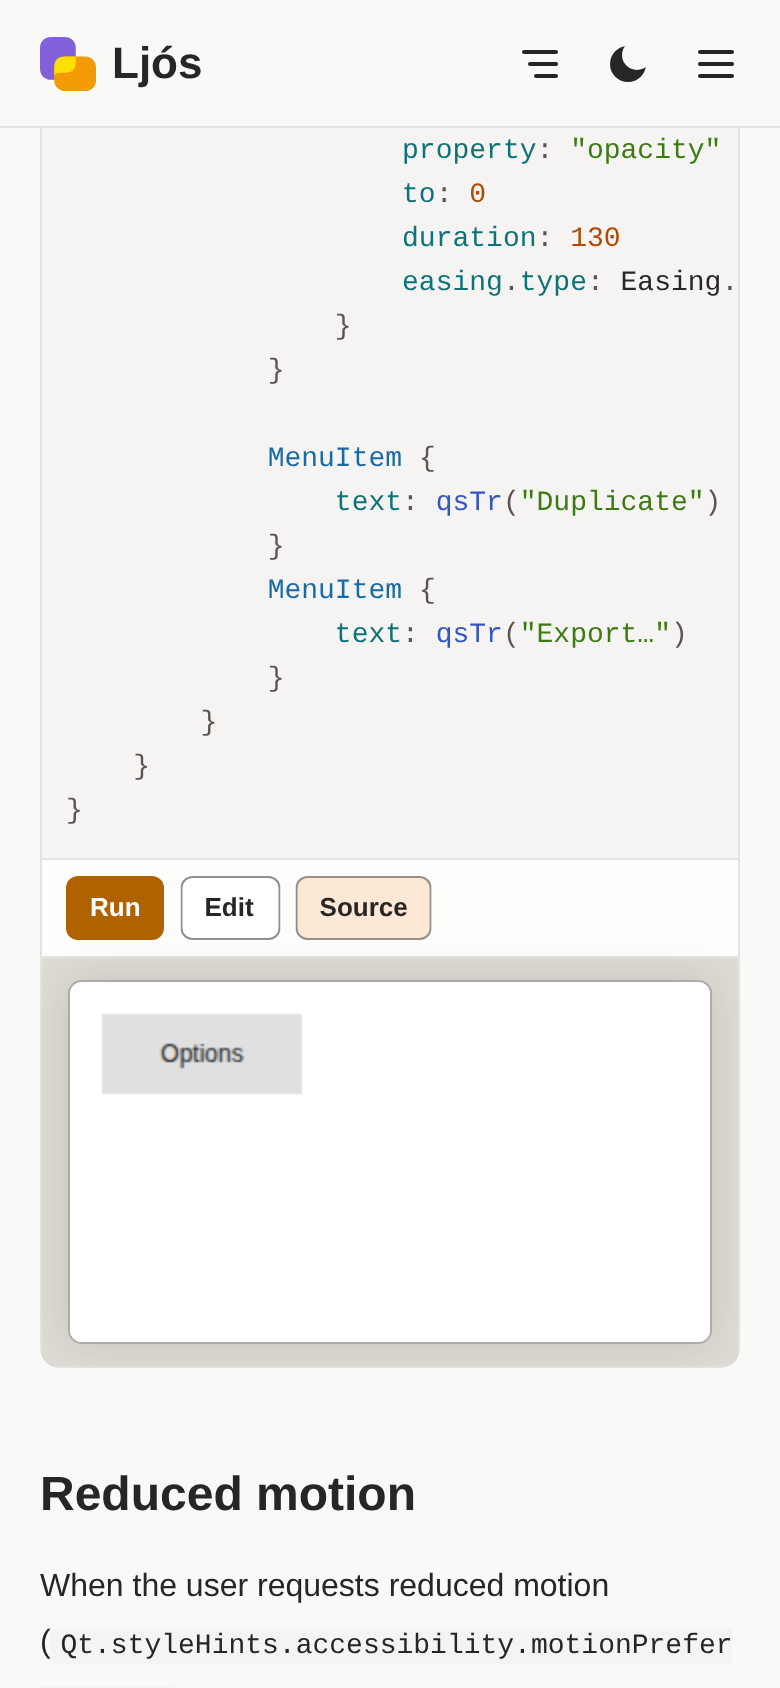 Ljós
property: "opacity"
to: 0
duration: 130
easing.type: Easing.
}
}
MenuItem {
text: qsTr("Duplicate")
}
MenuItem {
text: qsTr("Export…")
}
}
}
}
Run Edit Source
Options
Reduced motion
When the user requests reduced motion
(Qt.styleHints.accessibility.motionPrefer